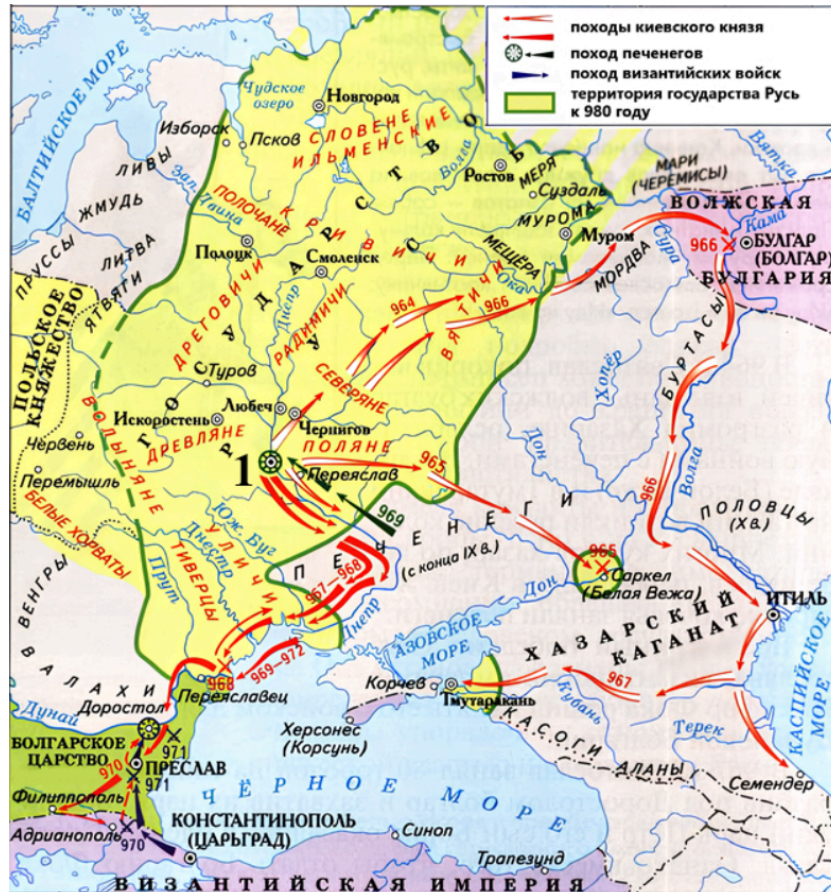 походы киевского князя
поход печенегов
поход византийских войск
территория государства Русь
к 980 году
БАЛТИЙСКОЕ МОРЕ
Чудское
озеро
Новгород
Изборск
Псков
СЛОВЕНЕ
ИЛЬМЕНСКИЕ
Волга
Ростов
МЕРЯ
Суздаль
МУРОМА
Муром
МЕЩЁРА
Ока
МАРИ
(ЧЕРЕМИСЫ)
Вятка
ВОЛЖСКАЯ
Кама
966
БУЛГАР
(БОЛГАР)
БУЛГАРИЯ
ЛИВЫ
ЖМУДЬ
ЛИТВА
ПРУССЫ
ЯТВЯГИ
Зап. Двина
ПОЛОЧАНЕ
Полоцк
КРИВИЧИ
Смоленск
ГОСУДАРСТВО РУСЬ
Днепр
ДРЕГОВИЧИ
РАДИМИЧИ
964
966
ВЯТИЧИ
МОРДВА
Сура
БУРТАСЫ
Хопёр
Дон
Волга
966
ПОЛЬСКОЕ
КНЯЖЕСТВО
Туров
СЕВЕРЯНЕ
Любеч
Чернигов
Искоростень
ДРЕВЛЯНЕ
ПОЛЯНЕ
ВОЛЫНЯНЕ
Червень
Перемышль
БЕЛЫЕ ХОРВАТЫ
1
Переяслав
965
969
ПЕЧЕНЕГИ
(с конца IX в.)
ПОЛОВЦЫ
(X в.)
Юж. Буг
Днестр
УЛИЧИ
ТИВЕРЦЫ
Прут
967–968
Днепр
965
Саркел
(Белая Вежа)
Дон
ИТИЛЬ
ХАЗАРСКИЙ
КАГАНАТ
ВЕНГРЫ
ВАЛАХИ
969–972
968
Переяславец
АЗОВСКОЕ
МОРЕ
Корчев
Тмутаракань
967
Кубань
КАСОГИ
АЛАНЫ
Терек
КАСПИЙСКОЕ
МОРЕ
Семендер
Дунай
Доростол
БОЛГАРСКОЕ
ЦАРСТВО
971
970
ПРЕСЛАВ
971
Филиппополь
Адрианополь
970
Херсонес
(Корсунь)
ЧЁРНОЕ МОРЕ
КОНСТАНТИНОПОЛЬ
(ЦАРЬГРАД)
Синоп
Трапезунд
ВИЗАНТИЙСКАЯ ИМПЕРИЯ